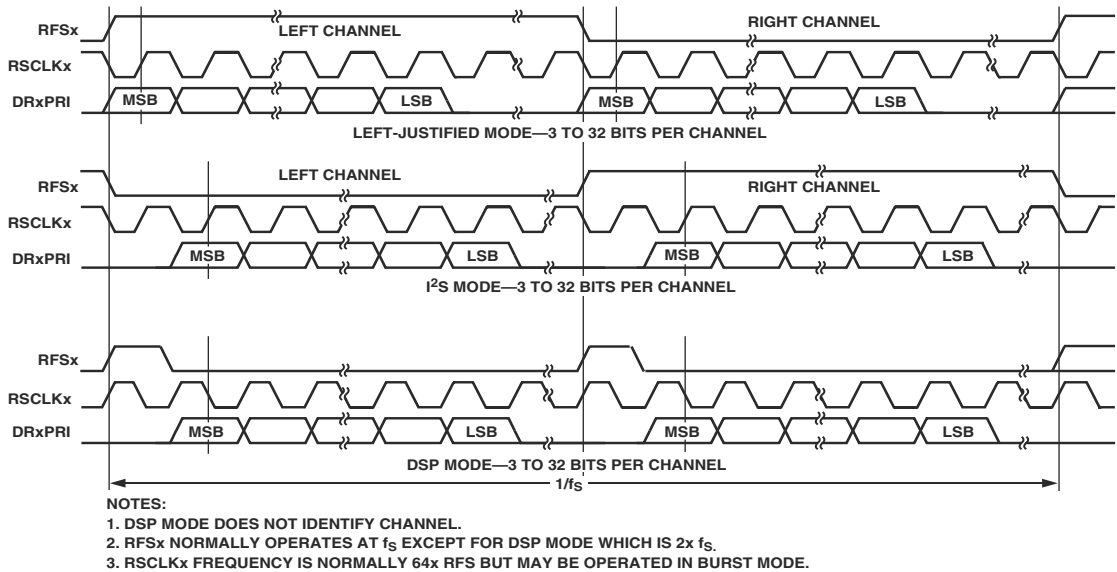 LEFT CHANNEL RIGHT CHANNEL
RFSx
RSCLKx
DRxPRI MSB LSB MSB LSB
LEFT-JUSTIFIED MODE—3 TO 32 BITS PER CHANNEL
LEFT CHANNEL RIGHT CHANNEL
RFSx
RSCLKx
DRxPRI MSB LSB MSB LSB
I²S MODE—3 TO 32 BITS PER CHANNEL
RFSx
RSCLKx
DRxPRI MSB LSB MSB LSB
DSP MODE—3 TO 32 BITS PER CHANNEL
1/fS
NOTES:
1. DSP MODE DOES NOT IDENTIFY CHANNEL.
2. RFSx NORMALLY OPERATES AT fS EXCEPT FOR DSP MODE WHICH IS 2x fS.
3. RSCLKx FREQUENCY IS NORMALLY 64x RFS BUT MAY BE OPERATED IN BURST MODE.